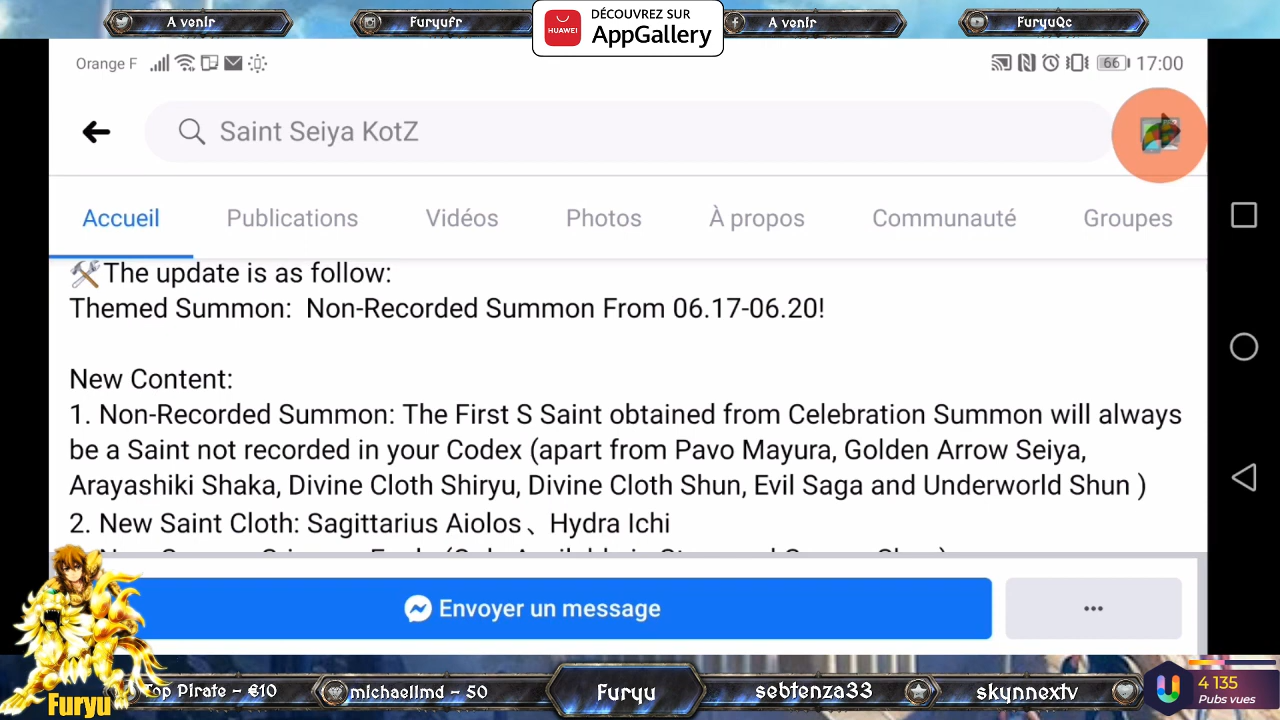 A venir
Furyufr
DÉCOUVREZ SUR
AppGallery
HUAWEI
A venir
FuryuQc
Orange F
66 17:00
Saint Seiya KotZ
Accueil Publications Vidéos Photos À propos Communauté Groupes
🛠️The update is as follow:
Themed Summon: Non-Recorded Summon From 06.17-06.20!
New Content:
1. Non-Recorded Summon: The First S Saint obtained from Celebration Summon will always
be a Saint not recorded in your Codex (apart from Pavo Mayura, Golden Arrow Seiya,
Arayashiki Shaka, Divine Cloth Shiryu, Divine Cloth Shun, Evil Saga and Underworld Shun )
2. New Saint Cloth: Sagittarius Aiolos、Hydra Ichi
Envoyer un message
Furyu
Top Pirate - €10
michaellmd - 50
Furyu
sebtenza33
skynnextv
4 135
Pubs vues